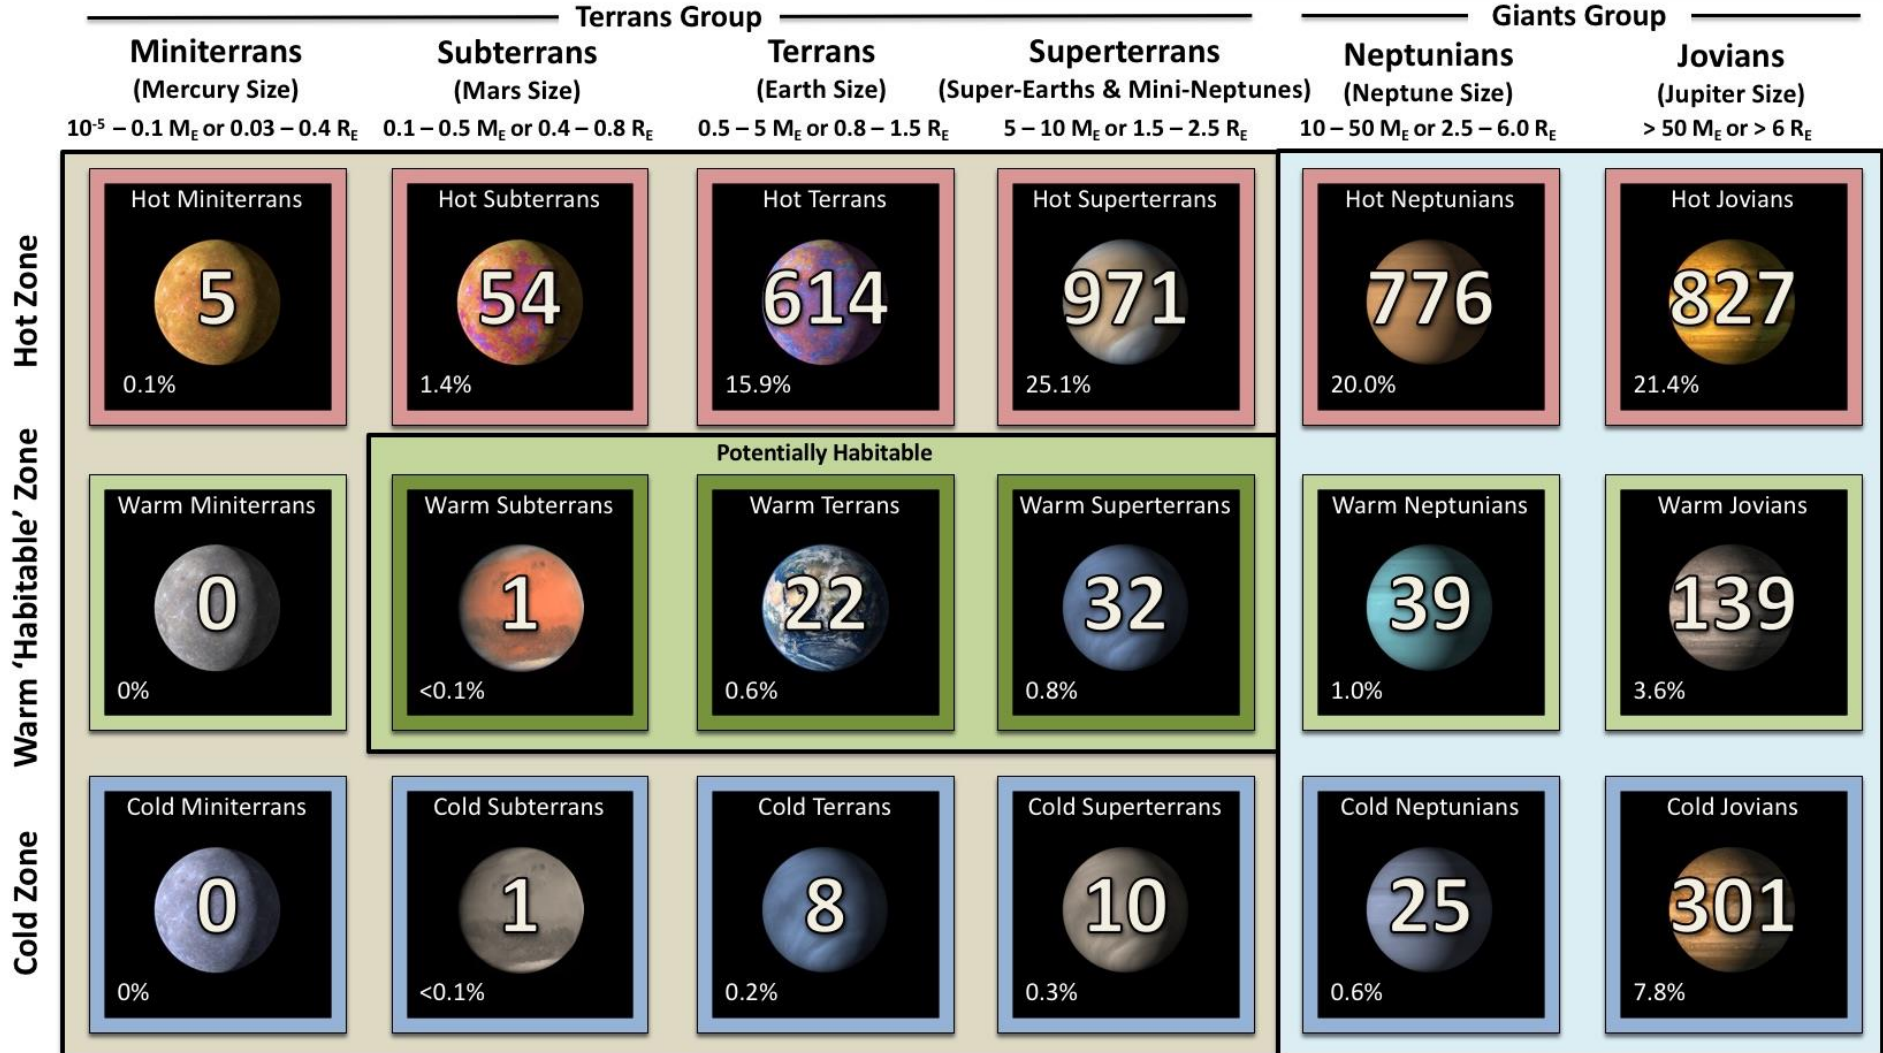 Terrans Group
Giants Group
Miniterrans
(Mercury Size)
10⁻⁵ – 0.1 M_E or 0.03 – 0.4 R_E
Subterrans
(Mars Size)
0.1 – 0.5 M_E or 0.4 – 0.8 R_E
Terrans
(Earth Size)
0.5 – 5 M_E or 0.8 – 1.5 R_E
Superterrans
(Super-Earths & Mini-Neptunes)
5 – 10 M_E or 1.5 – 2.5 R_E
Neptunians
(Neptune Size)
10 – 50 M_E or 2.5 – 6.0 R_E
Jovians
(Jupiter Size)
> 50 M_E or > 6 R_E
Hot Zone
Hot Miniterrans
5
0.1%
Hot Subterrans
54
1.4%
Hot Terrans
614
15.9%
Hot Superterrans
971
25.1%
Hot Neptunians
776
20.0%
Hot Jovians
827
21.4%
Warm ‘Habitable’ Zone
Potentially Habitable
Warm Miniterrans
0
0%
Warm Subterrans
1
<0.1%
Warm Terrans
22
0.6%
Warm Superterrans
32
0.8%
Warm Neptunians
39
1.0%
Warm Jovians
139
3.6%
Cold Zone
Cold Miniterrans
0
0%
Cold Subterrans
1
<0.1%
Cold Terrans
8
0.2%
Cold Superterrans
10
0.3%
Cold Neptunians
25
0.6%
Cold Jovians
301
7.8%